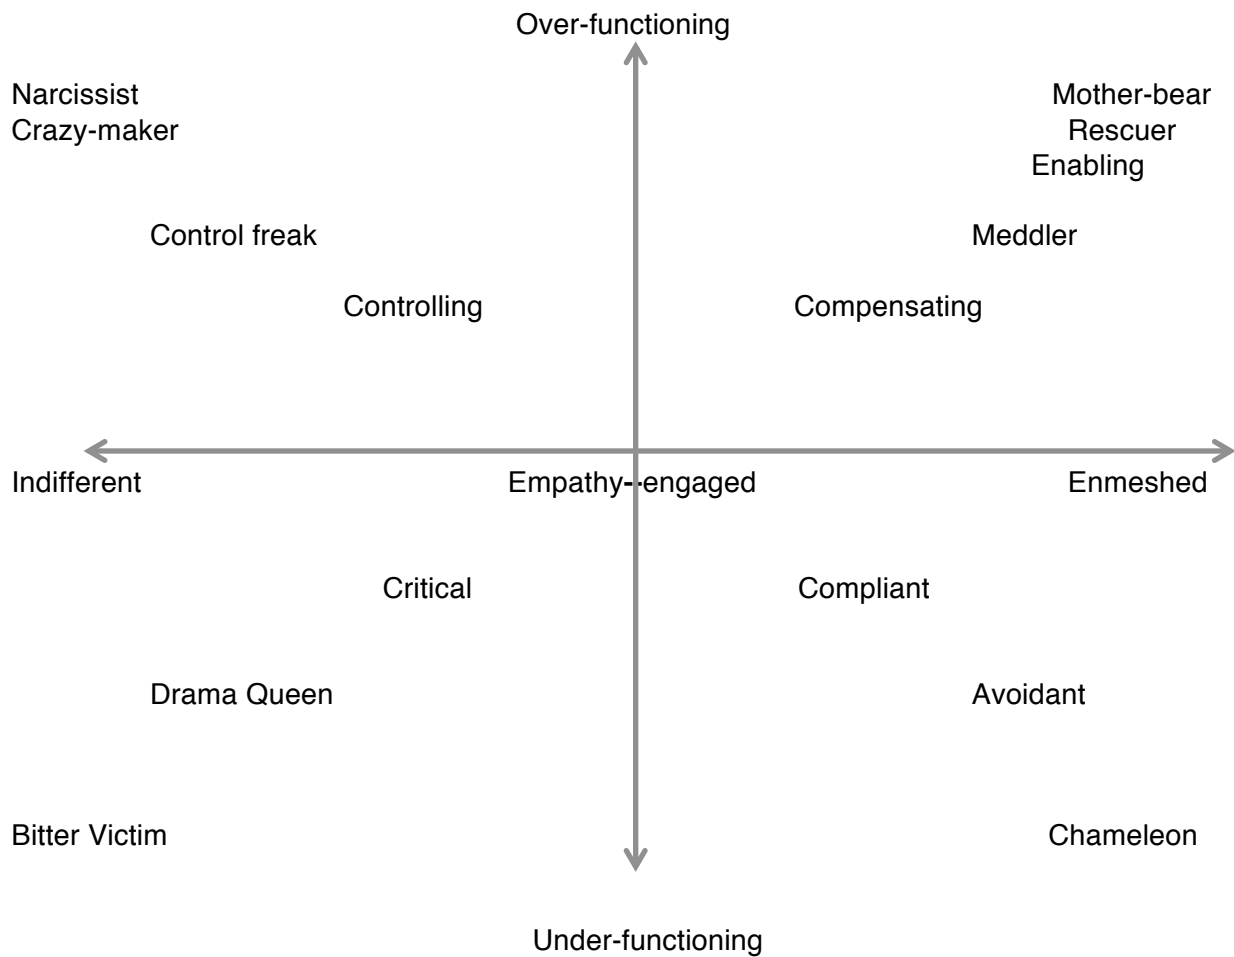 Over-functioning
Narcissist
Mother-bear
Crazy-maker
Rescuer
Enabling
Control freak
Meddler
Controlling
Compensating
Indifferent
Empathy--engaged
Enmeshed
Critical
Compliant
Drama Queen
Avoidant
Bitter Victim
Chameleon
Under-functioning